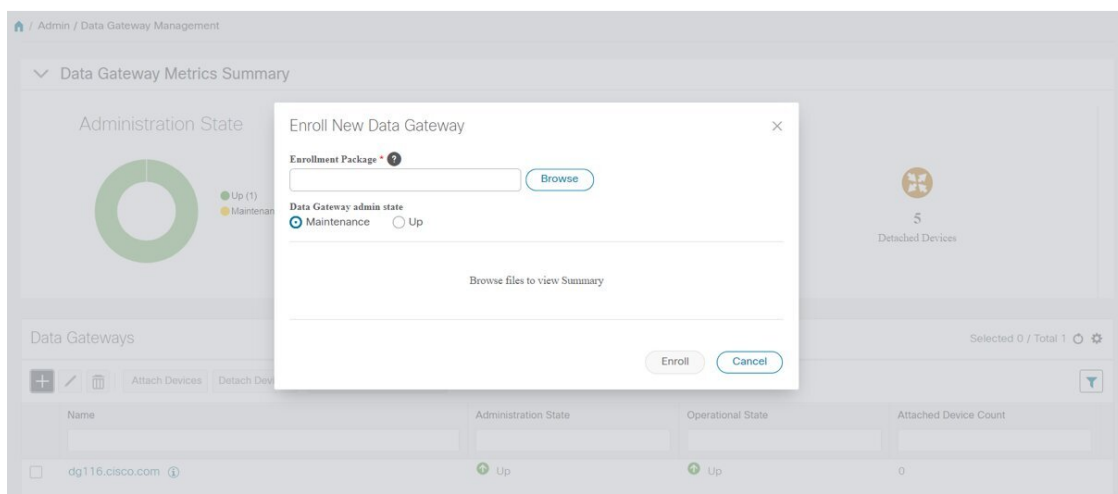 / Admin / Data Gateway Management
Data Gateway Metrics Summary
Administration State
Up (1)
5
Detached Devices
Enroll New Data Gateway
Enrollment Package * ?
Browse
Data Gateway admin state
Maintenance Up
Browse files to view Summary
Enroll Cancel
Data Gateways
Selected 0 / Total 1
Attach Devices Detach
Name Administration State Operational State Attached Device Count
dg116.cisco.com Up Up 0